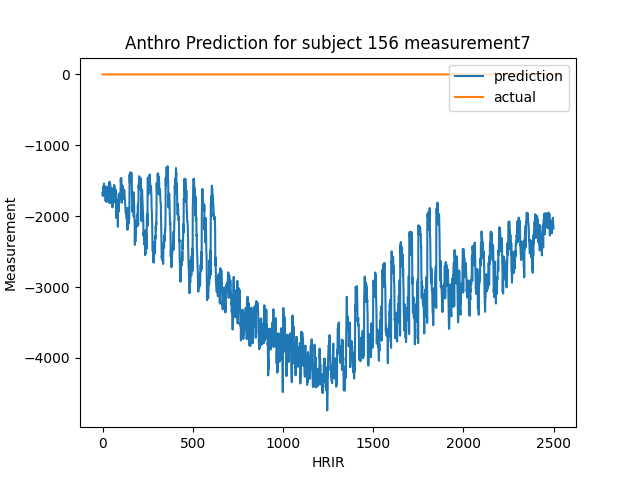 Anthro Prediction for subject 156 measurement7
prediction
actual
0
−1000
−2000
−3000
−4000
Measurement
0 500 1000 1500 2000 2500
HRIR